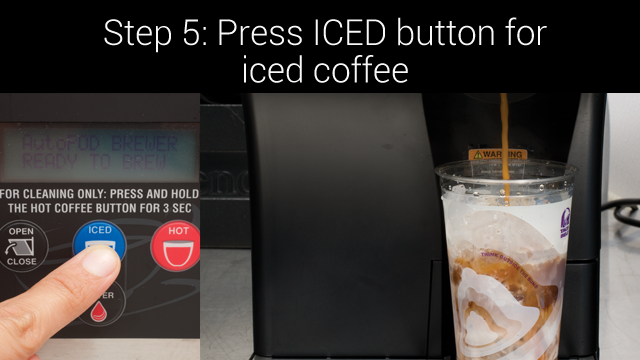 Step 5: Press ICED button for
iced coffee
AutoPOD BREWER
READY TO BREW
FOR CLEANING ONLY: PRESS AND HOLD
THE HOT COFFEE BUTTON FOR 3 SEC
OPEN
CLOSE
ICED
HOT
WARNING